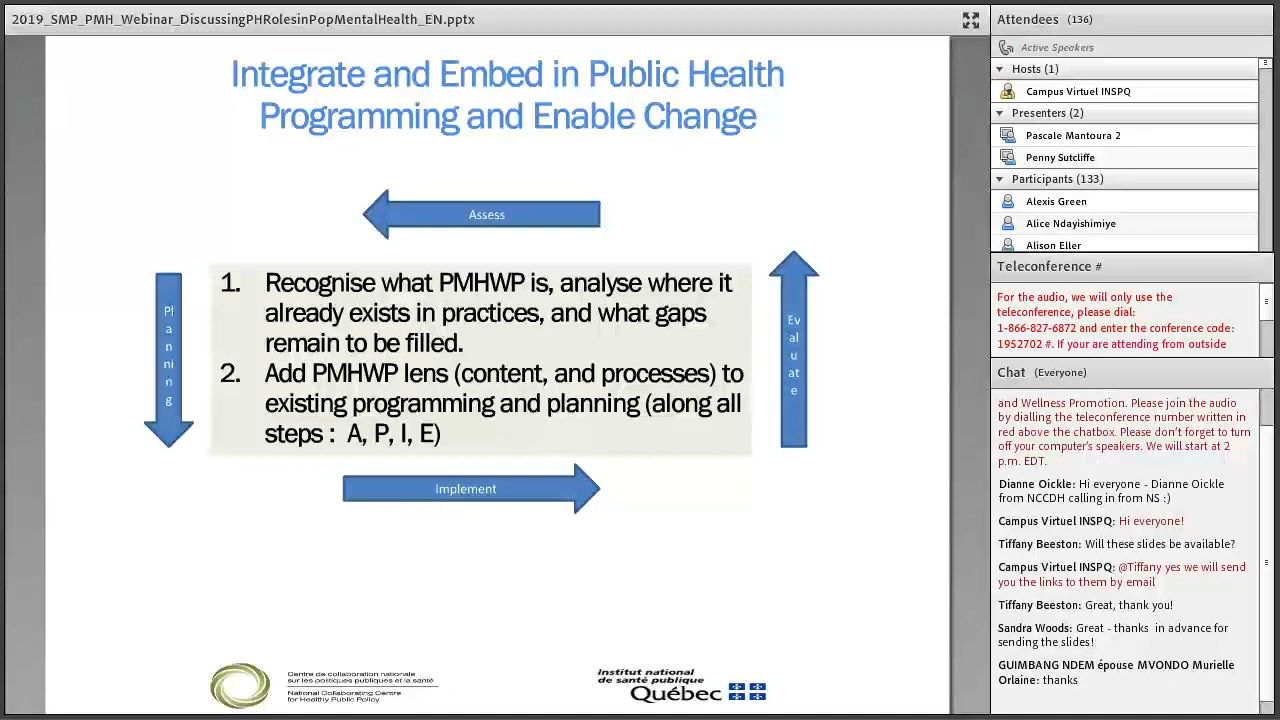 2019_SMP_PMH_Webinar_DiscussingPHRolesinPopMentalHealth_EN.pptx
Integrate and Embed in Public Health
Programming and Enable Change
Assess
Planning
1. Recognise what PMHWP is, analyse where it
already exists in practices, and what gaps
remain to be filled.
2. Add PMHWP lens (content, and processes) to
existing programming and planning (along all
steps : A, P, I, E)
Evaluate
Implement
Centre de collaboration nationale
sur les politiques publiques et la santé
National Collaborating Centre
for Healthy Public Policy
Institut national
de santé publique
Québec
Attendees (136)
Active Speakers
Hosts (1)
Campus Virtuel INSPQ
Presenters (2)
Pascale Mantoura 2
Penny Sutcliffe
Participants (133)
Alexis Green
Alice Ndayishimiye
Alison Eller
Teleconference #
For the audio, we will only use the
teleconference, please dial:
1-866-827-6872 and enter the conference code:
1952702 #. If your are attending from outside
Chat (Everyone)
and Wellness Promotion. Please join the audio
by dialling the teleconference number written in
red above the chatbox. Please don't forget to turn
off your computer's speakers. We will start at 2
p.m. EDT.
Dianne Oickle: Hi everyone - Dianne Oickle
from NCCDH calling in from NS :)
Campus Virtuel INSPQ: Hi everyone!
Tiffany Beeston: Will these slides be available?
Campus Virtuel INSPQ: @Tiffany yes we will send
you the links to them by email
Tiffany Beeston: Great, thank you!
Sandra Woods: Great - thanks in advance for
sending the slides!
GUIMBANG NDEM épouse MVONDO Murielle
Orlaine: thanks